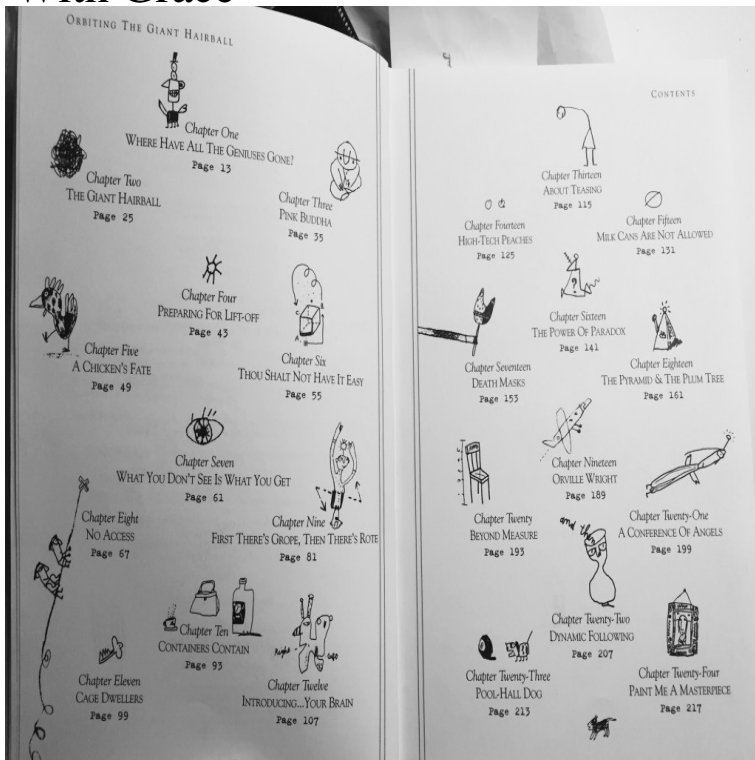 With Grace
ORBITING THE GIANT HAIRBALL
Chapter One
WHERE HAVE ALL THE GENIUSES GONE?
Page 13
Chapter Two
THE GIANT HAIRBALL
Page 25
Chapter Three
PINK BUDDHA
Page 35
Chapter Four
PREPARING FOR LIFT-OFF
Page 43
Chapter Five
A CHICKEN'S FATE
Page 49
Chapter Six
THOU SHALT NOT HAVE IT EASY
Page 55
Chapter Seven
WHAT YOU DON'T SEE IS WHAT YOU GET
Page 61
Chapter Eight
NO ACCESS
Page 67
Chapter Nine
FIRST THERE'S GROPE, THEN THERE'S ROTE
Page 81
Chapter Ten
CONTAINERS CONTAIN
Page 93
Chapter Eleven
CAGE DWELLERS
Page 99
Right
Chapter Twelve
INTRODUCING...YOUR BRAIN
Page 107
CONTENTS
Chapter Thirteen
ABOUT TEASING
Page 115
Chapter Fourteen
HIGH-TECH PEACHES
Page 125
Chapter Fifteen
MILK CANS ARE NOT ALLOWED
Page 131
?
Chapter Sixteen
THE POWER OF PARADOX
Page 141
Chapter Seventeen
DEATH MASKS
Page 153
Chapter Eighteen
THE PYRAMID & THE PLUM TREE
Page 161
Chapter Nineteen
ORVILLE WRIGHT
Page 189
Chapter Twenty
BEYOND MEASURE
Page 193
Chapter Twenty-One
A CONFERENCE OF ANGELS
Page 199
and the
Chapter Twenty-Two
DYNAMIC FOLLOWING
Page 207
Chapter Twenty-Three
POOL-HALL DOG
Page 213
Chapter Twenty-Four
PAINT ME A MASTERPIECE
Page 217